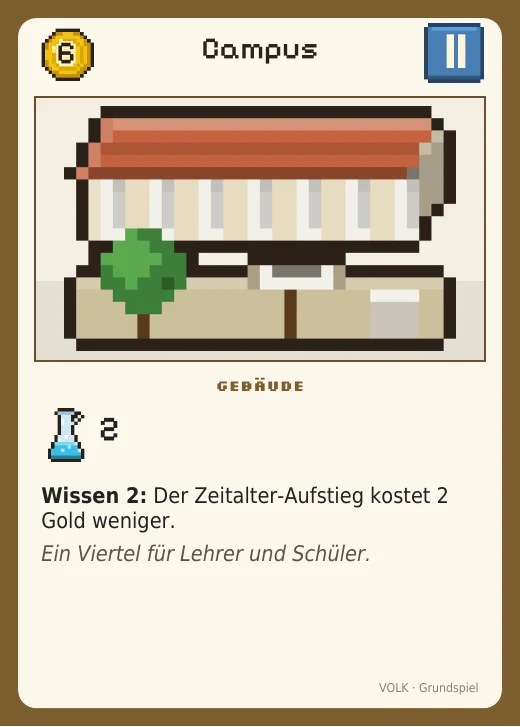 6
Campus
II
GEBÄUDE
2
Wissen 2: Der Zeitalter-Aufstieg kostet 2
Gold weniger.
Ein Viertel für Lehrer und Schüler.
VOLK · Grundspiel